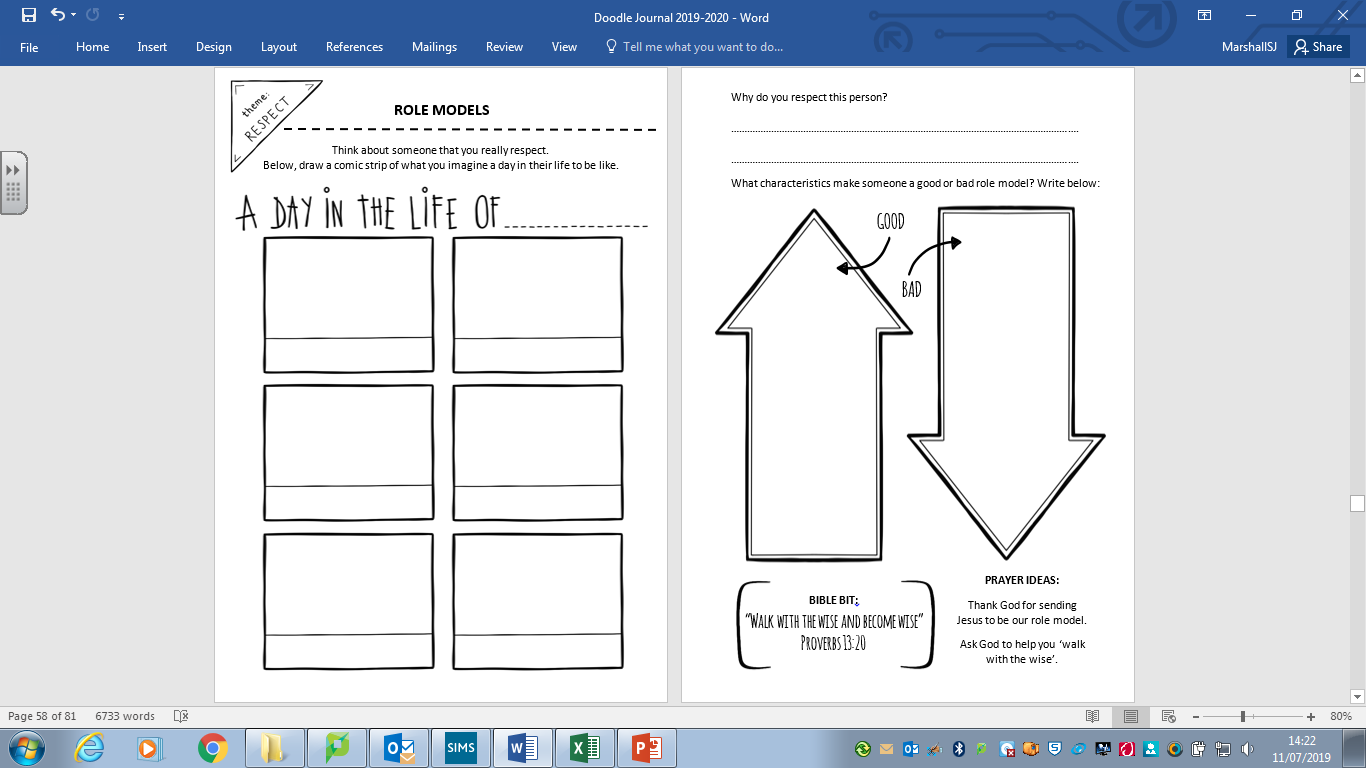 Doodle Journal 2019-2020 - Word
File Home Insert Design Layout References Mailings Review View Tell me what you want to do... MarshallSJ Share
theme:
RESPECT
ROLE MODELS
Think about someone that you really respect.
Below, draw a comic strip of what you imagine a day in their life to be like.
A DAY IN THE LIFE OF
Why do you respect this person?
What characteristics make someone a good or bad role model? Write below:
GOOD
BAD
BIBLE BIT:
“WALK WITH THE WISE AND BECOME WISE”
PROVERBS 13:20
PRAYER IDEAS:
Thank God for sending
Jesus to be our role model.
Ask God to help you ‘walk
with the wise’.
Page 58 of 81 6733 words 80%
SIMS
14:22
11/07/2019